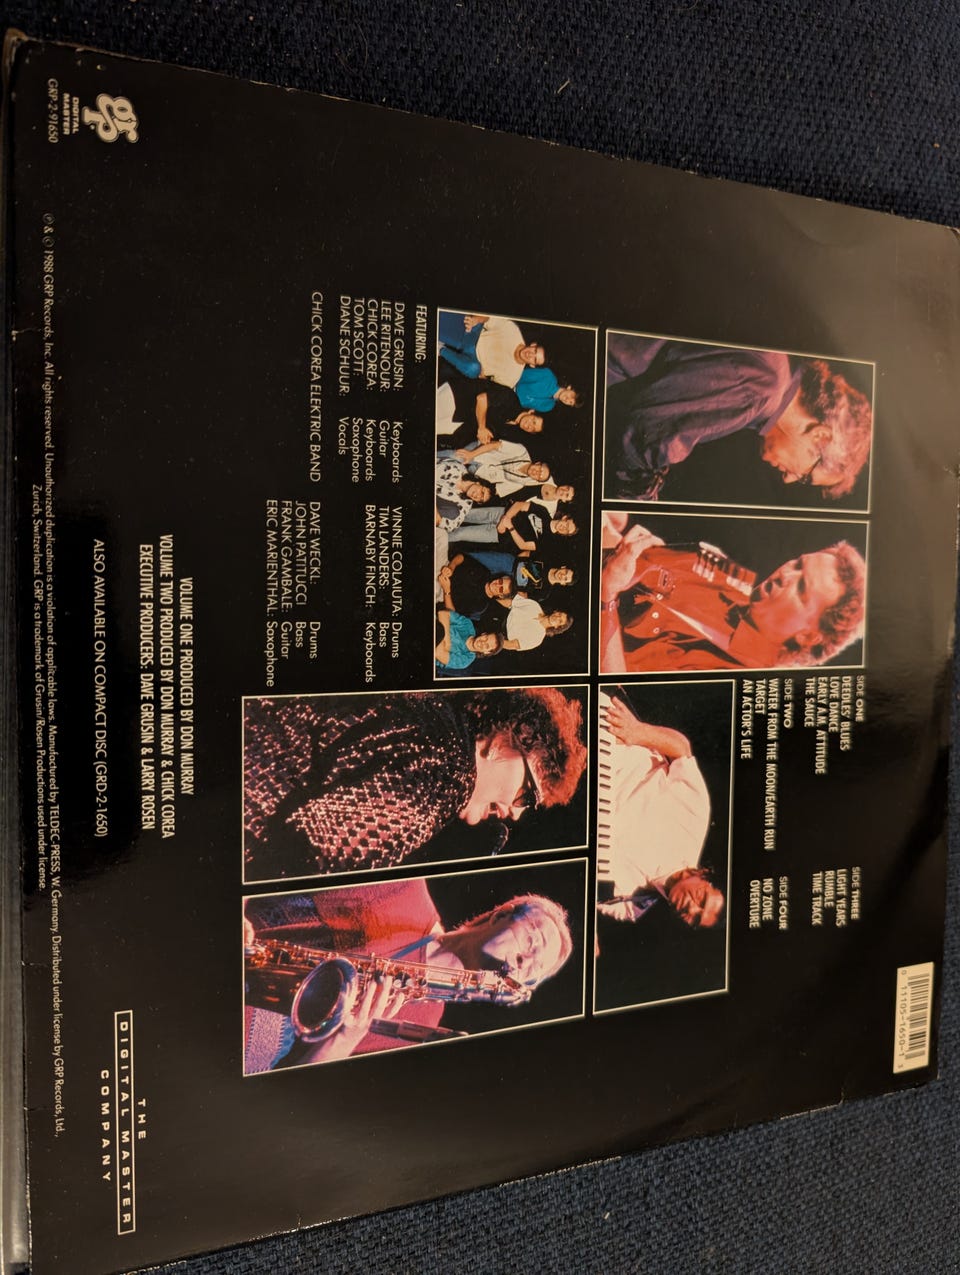 SIDE ONE
DEEDLES' BLUES
LOVE DANCE
EARLY A.M. ATTITUDE
THE SAUCE
SIDE TWO
WATER FROM THE MOON/EARTH RUN
TARGET
AN ACTOR'S LIFE
SIDE THREE
LIGHT YEARS
RUMBLE
TIME TRACK
SIDE FOUR
NO ZONE
OVERTURE
0 11105-1650-1 3
FEATURING:
DAVE GRUSIN: Keyboards
LEE RITENOUR: Guitar
CHICK COREA: Keyboards
TOM SCOTT: Saxophone
DIANE SCHUUR: Vocals
VINNIE COLAIUTA: Drums
TIM LANDERS: Bass
BARNABY FINCH: Keyboards
CHICK COREA ELEKTRIC BAND
DAVE WECKL: Drums
JOHN PATITUCCI Bass
FRANK GAMBALE: Guitar
ERIC MARIENTHAL: Saxophone
VOLUME ONE PRODUCED BY DON MURRAY
VOLUME TWO PRODUCED BY DON MURRAY & CHICK COREA
EXECUTIVE PRODUCERS: DAVE GRUSIN & LARRY ROSEN
ALSO AVAILABLE ON COMPACT DISC (GRD-2-1650)
grp
DIGITAL
MASTER
GRP-2-91650
THE
DIGITAL MASTER
COMPANY
℗ & © 1988 GRP Records, Inc. All rights reserved. Unauthorized duplication is a violation of applicable laws. Manufactured by TELDEC-PRESS, W. Germany. Distributed under license by GRP Records, Ltd.,
Zurich, Switzerland. GRP is a trademark of Grusin/Rosen Productions used under license.